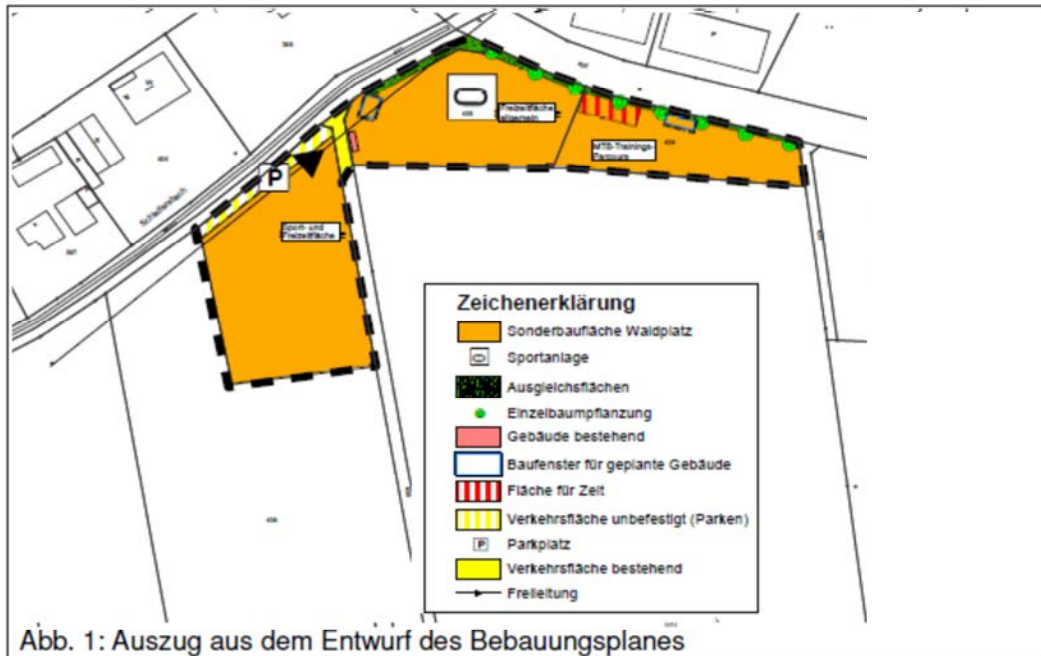 P
Schleifenbach
P
Freizeitfläche
allgemein
MTB-Trainings-
Parcours
Sport- und
Freizeitfläche
Zeichenerklärung
Sonderbaufläche Waldplatz
Sportanlage
Ausgleichsflächen
Einzelbaumpflanzung
Gebäude bestehend
Baufenster für geplante Gebäude
Fläche für Zelt
Verkehrsfläche unbefestigt (Parken)
P
Parkplatz
Verkehrsfläche bestehend
Freileitung
Abb. 1: Auszug aus dem Entwurf des Bebauungsplanes